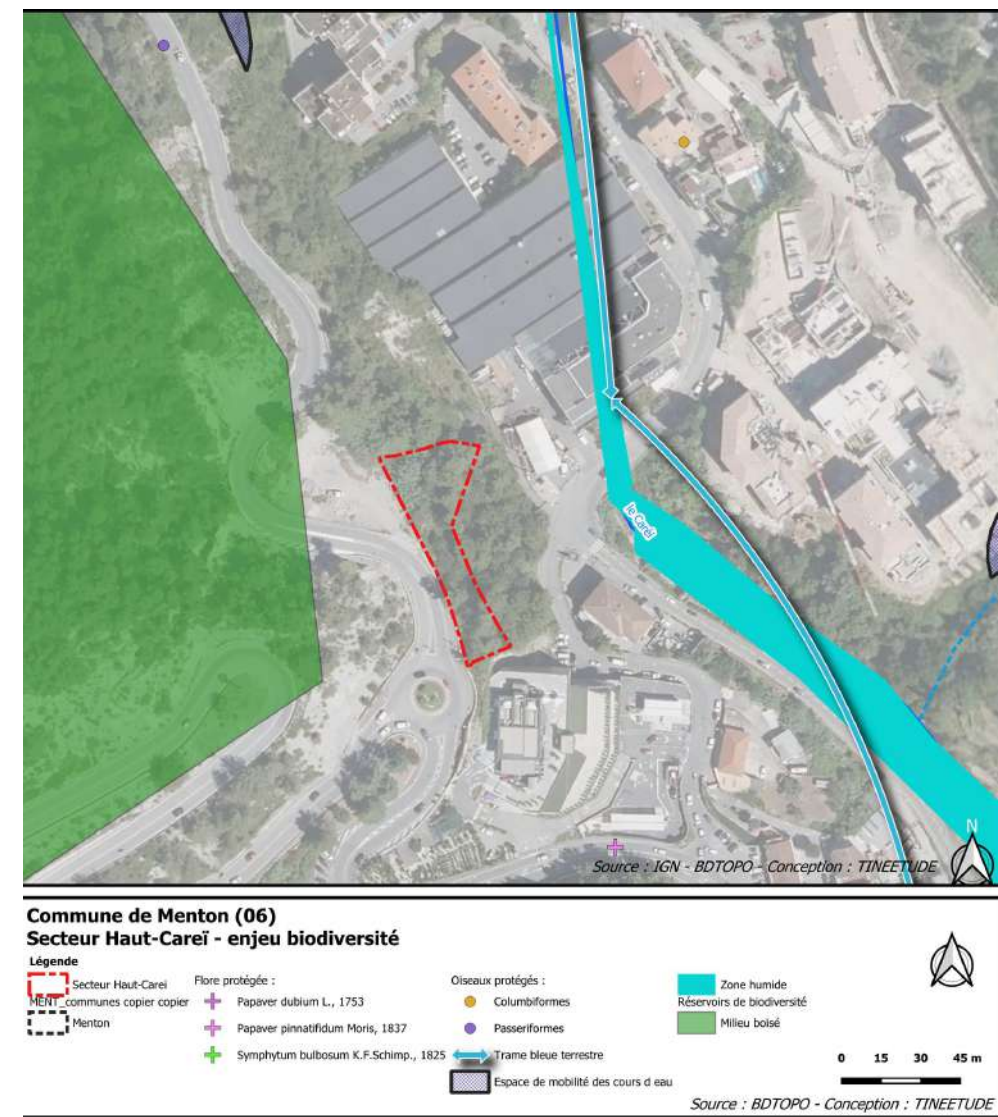 le Careï
Source : IGN - BDTOPO - Conception : TINEETUDE
N
Commune de Menton (06)
Secteur Haut-Careï - enjeu biodiversité
Légende
Secteur Haut-Carei
MENT_communes copier copier
Menton
Flore protégée :
Papaver dubium L., 1753
Papaver pinnatifidum Moris, 1837
Symphytum bulbosum K.F.Schimp., 1825
Oiseaux protégés :
Columbiformes
Passeriformes
Trame bleue terrestre
Espace de mobilité des cours d eau
Zone humide
Réservoirs de biodiversité
Milieu boisé
0 15 30 45 m
Source : BDTOPO - Conception : TINEETUDE